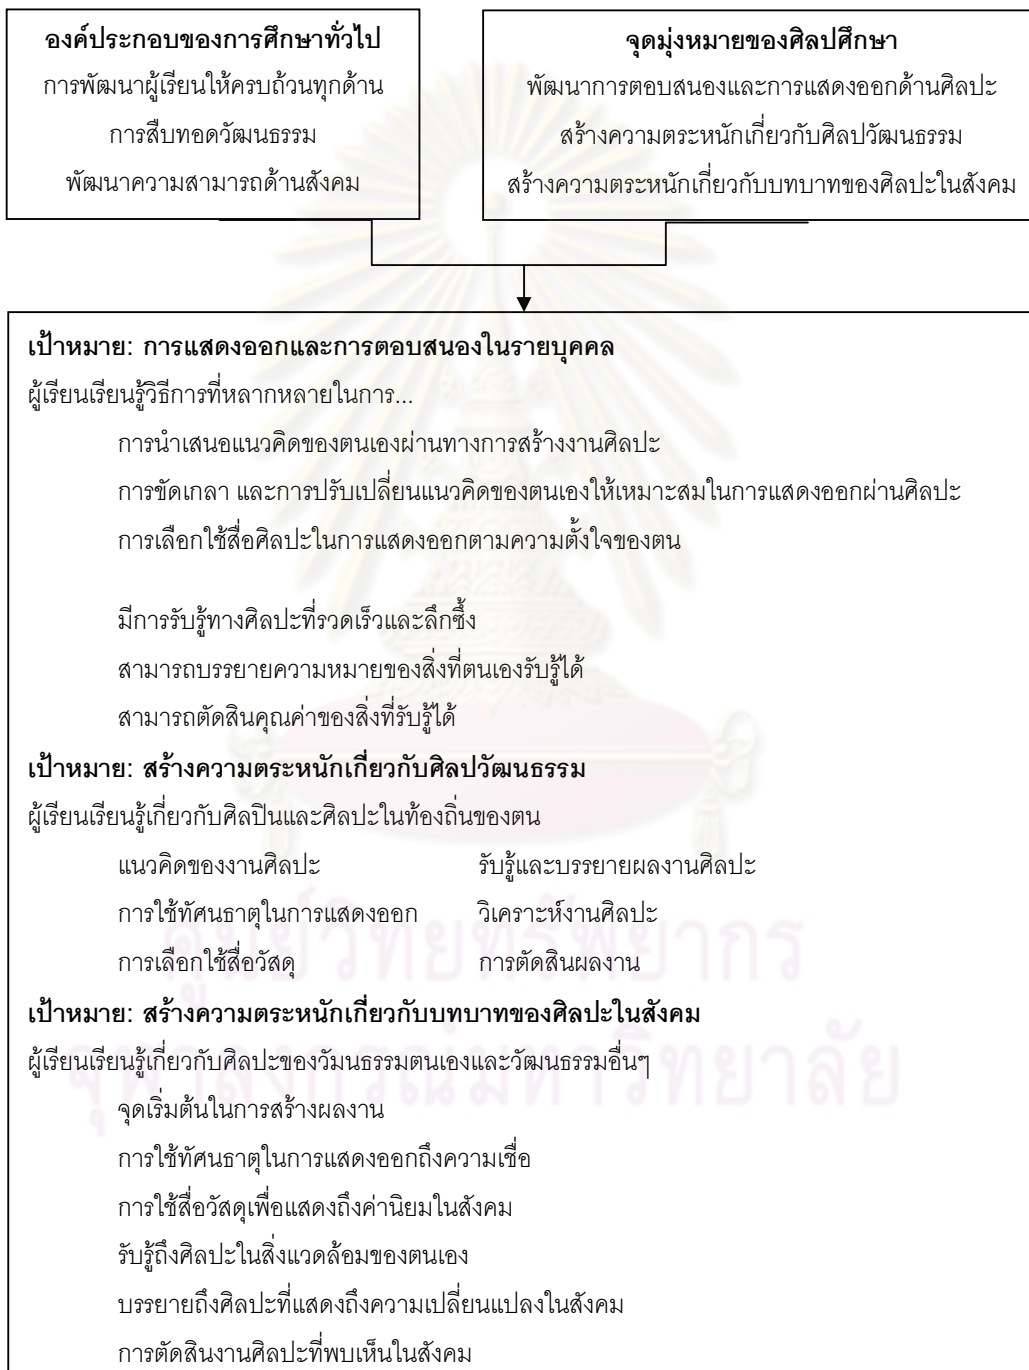 องค์ประกอบของการศึกษาทั่วไป
การพัฒนาผู้เรียนให้ครบถ้วนทุกด้าน
การสืบทอดวัฒนธรรม
พัฒนาความสามารถด้านสังคม
จุดมุ่งหมายของศิลปศึกษา
พัฒนาการตอบสนองและการแสดงออกด้านศิลปะ
สร้างความตระหนักเกี่ยวกับศิลปวัฒนธรรม
สร้างความตระหนักเกี่ยวกับบทบาทของศิลปะในสังคม
เป้าหมาย: การแสดงออกและการตอบสนองในรายบุคคล
ผู้เรียนเรียนรู้วิธีการที่หลากหลายในการ...
การนำเสนอแนวคิดของตนเองผ่านทางการสร้างงานศิลปะ
การขัดเกลา และการปรับเปลี่ยนแนวคิดของตนเองให้เหมาะสมในการแสดงออกผ่านศิลปะ
การเลือกใช้สื่อศิลปะในการแสดงออกตามความตั้งใจของตน
มีการรับรู้ทางศิลปะที่รวดเร็วและลึกซึ้ง
สามารถบรรยายความหมายของสิ่งที่ตนเองรับรู้ได้
สามารถตัดสินคุณค่าของสิ่งที่รับรู้ได้
เป้าหมาย: สร้างความตระหนักเกี่ยวกับศิลปวัฒนธรรม
ผู้เรียนเรียนรู้เกี่ยวกับศิลปินและศิลปะในท้องถิ่นของตน
แนวคิดของงานศิลปะ รับรู้และบรรยายผลงานศิลปะ
การใช้ทัศนธาตุในการแสดงออก วิเคราะห์งานศิลปะ
การเลือกใช้สื่อวัสดุ การตัดสินผลงาน
เป้าหมาย: สร้างความตระหนักเกี่ยวกับบทบาทของศิลปะในสังคม
ผู้เรียนเรียนรู้เกี่ยวกับศิลปะของวัมนธรรมตนเองและวัฒนธรรมอื่นๆ
จุดเริ่มต้นในการสร้างผลงาน
การใช้ทัศนธาตุในการแสดงออกถึงความเชื่อ
การใช้สื่อวัสดุเพื่อแสดงถึงค่านิยมในสังคม
รับรู้ถึงศิลปะในสิ่งแวดล้อมของตนเอง
บรรยายถึงศิลปะที่แสดงถึงความเปลี่ยนแปลงในสังคม
การตัดสินงานศิลปะที่พบเห็นในสังคม
ศูนย์วิทยทรัพยากร
จุฬาลงกรณ์มหาวิทยาลัย